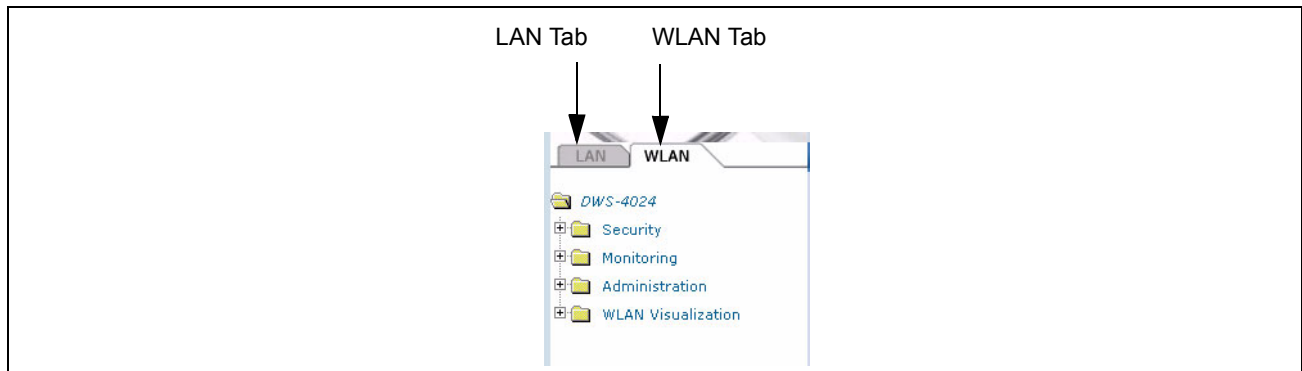 LAN Tab WLAN Tab
LAN WLAN
DWS-4024
Security
Monitoring
Administration
WLAN Visualization